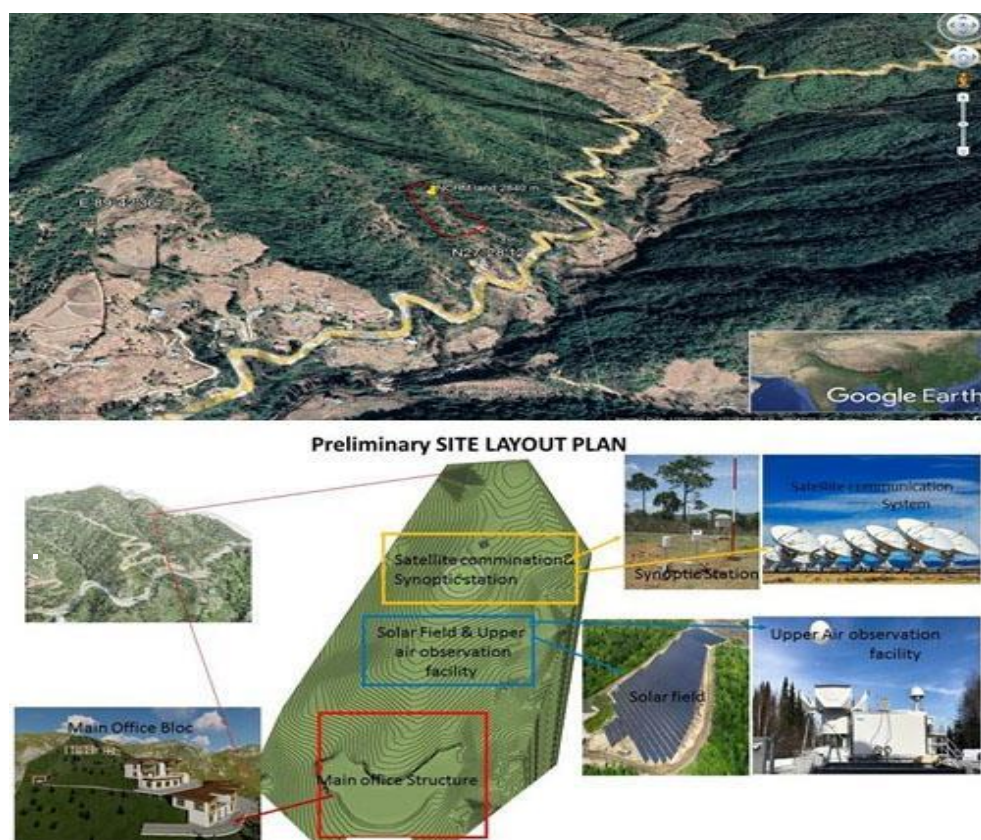 NCHM land 2840 m
Google Earth
Preliminary SITE LAYOUT PLAN
Satellite communication
System
Satellite commination&
Synoptic station
Synoptic Station
Solar Field & Upper
air observation
facility
Upper Air observation
facility
Solar field
Main Office Bloc
Main office Structure